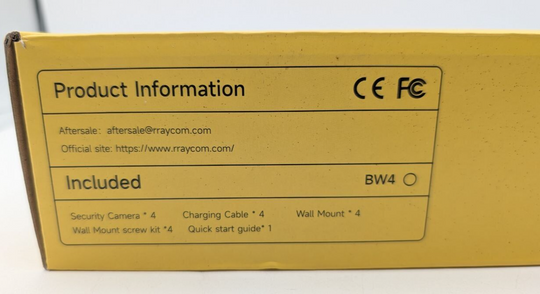 Product Information CE FC
Aftersale: aftersale@rraycom.com
Official site: https://www.rraycom.com/
Included BW4
Security Camera * 4 Charging Cable * 4 Wall Mount * 4
Wall Mount screw kit *4 Quick start guide* 1